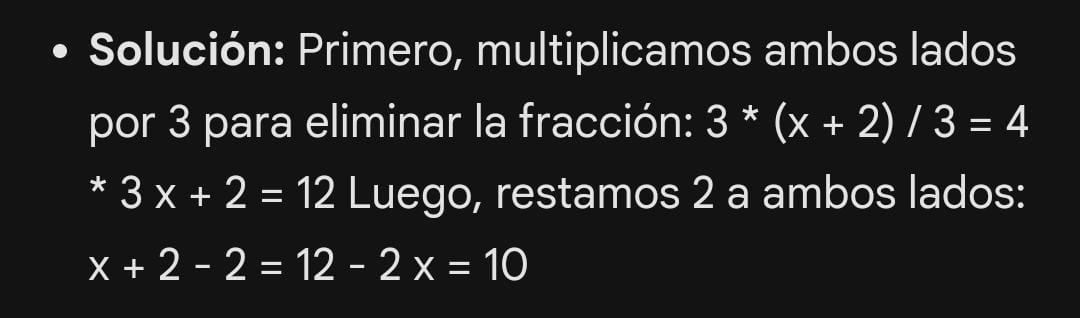 • Solución: Primero, multiplicamos ambos lados
por 3 para eliminar la fracción: 3 * (x + 2) / 3 = 4
* 3 x + 2 = 12 Luego, restamos 2 a ambos lados:
x + 2 - 2 = 12 - 2 x = 10